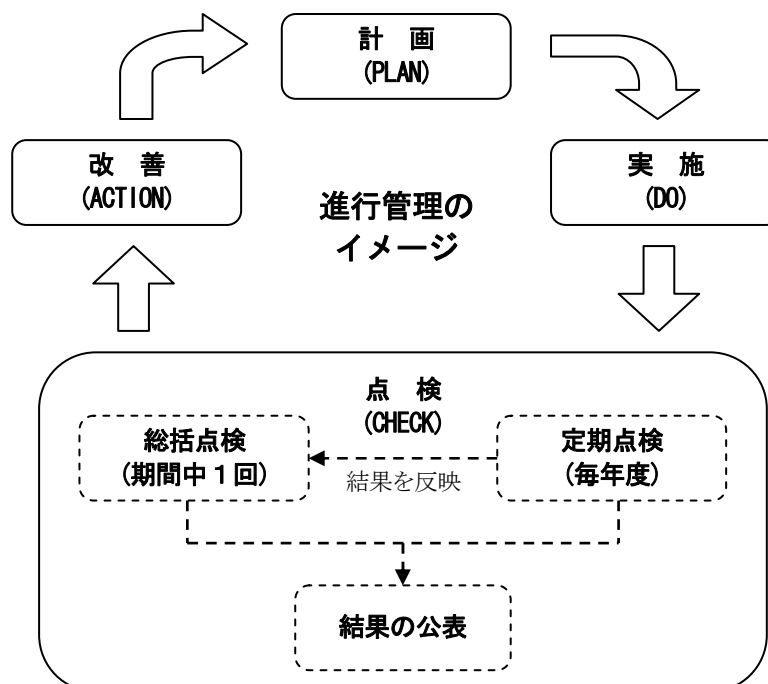 計　画
(PLAN)
改　善
(ACTION)
実　施
(DO)
進行管理の
イメージ
点　検
(CHECK)
総括点検
(期間中１回)
結果を反映
定期点検
(毎年度)
結果の公表